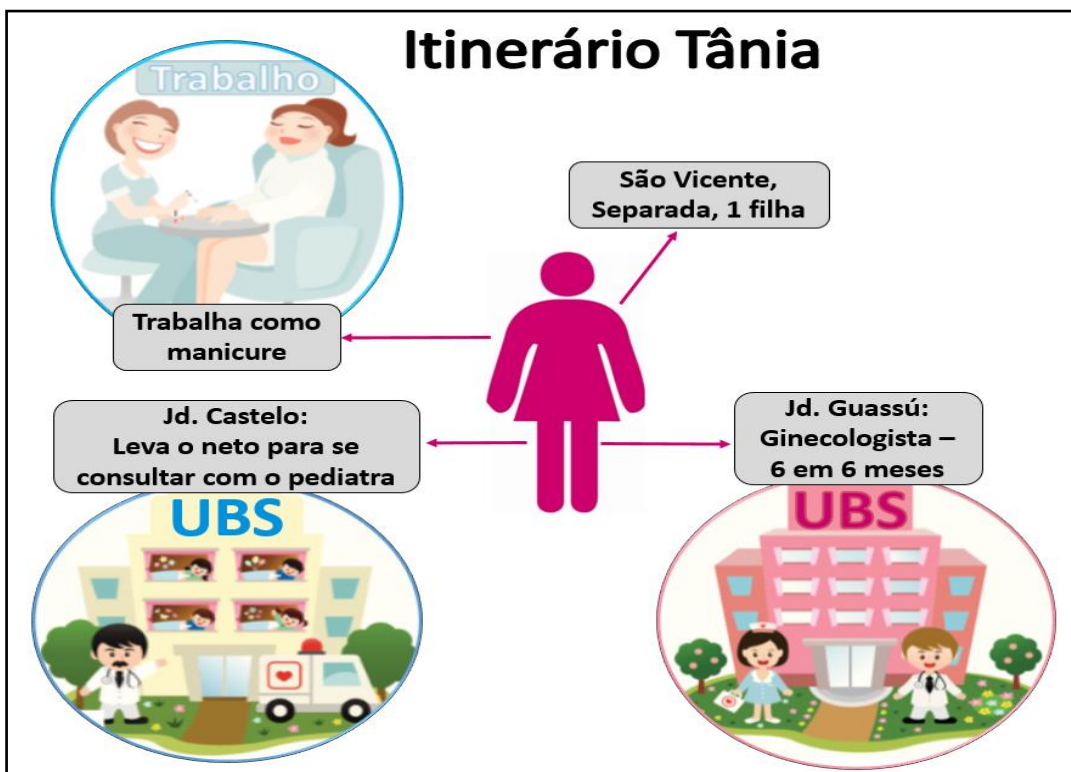 Itinerário Tânia
Trabalho
São Vicente,
Separada, 1 filha
Trabalha como
manicure
Jd. Castelo:
Leva o neto para se
consultar com o pediatra
Jd. Guassú:
Ginecologista –
6 em 6 meses
UBS
UBS